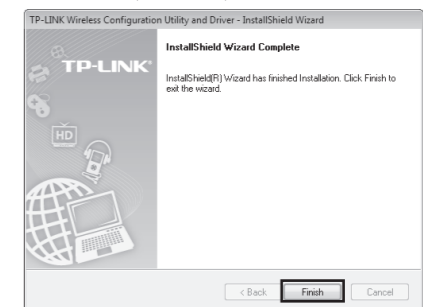 TP-LINK Wireless Configuration Utility and Driver - InstallShield Wizard
InstallShield Wizard Complete
TP-LINK®
InstallShield(R) Wizard has finished Installation. Click Finish to
exit the wizard.
HD
< Back Finish Cancel